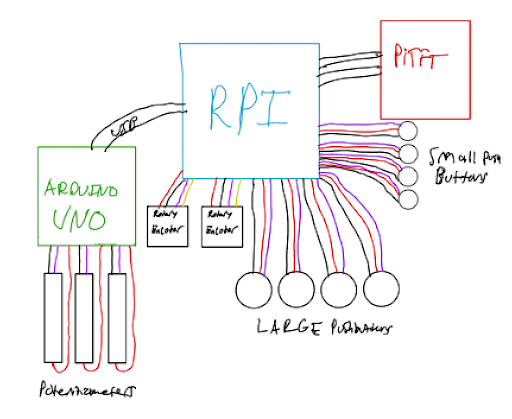 PiTFT
RPI
USB
Small Push
Buttons
ARDUINO
UNO
Rotary
Encoder
Rotary
Encoder
LARGE Pushbuttons
Potentiometers